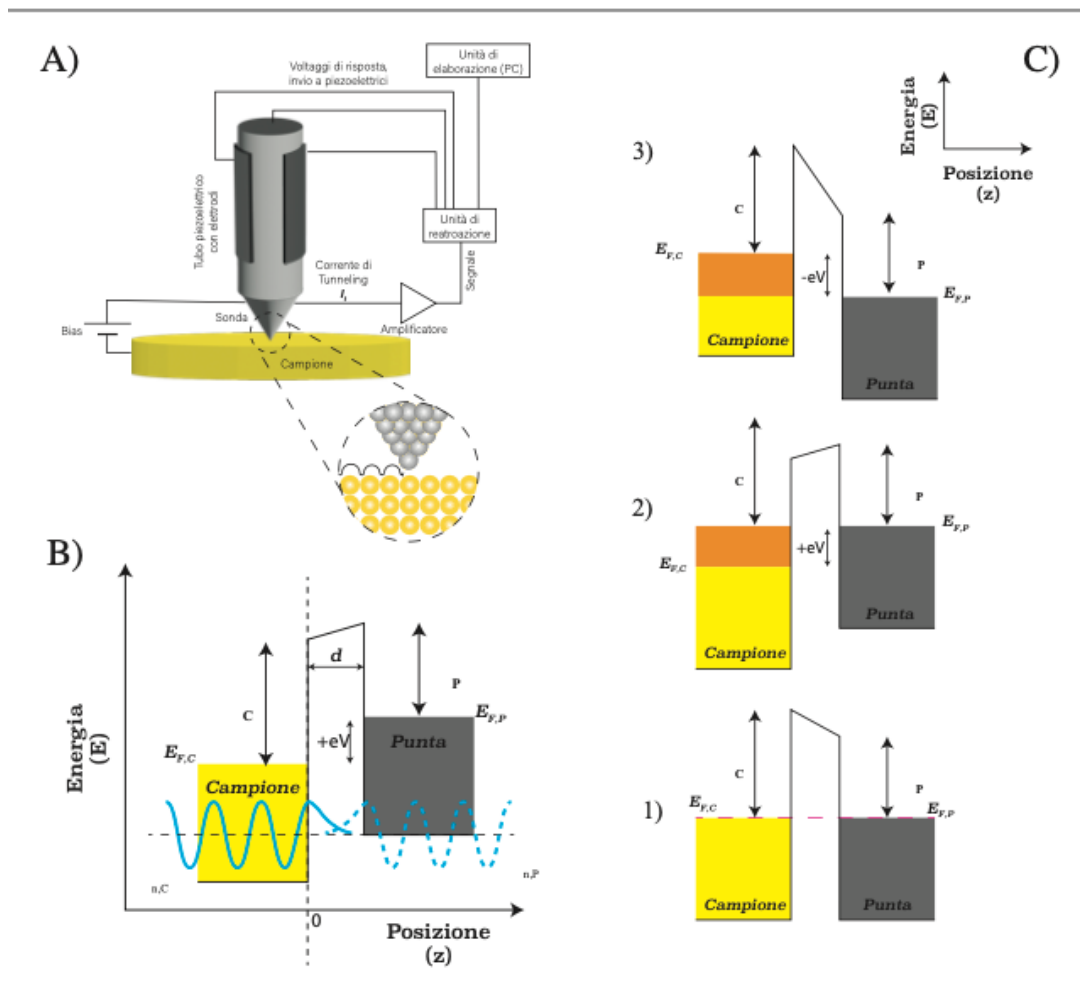 A)
Voltaggi di risposta,
invio a piezoelettrici
Unità di
elaborazione (PC)
Tubo piezoelettrico
con elettrodi
Unità di
reatroazione
Corrente di
Tunneling
I_t
Segnale
Bias
Sonda
Amplificatore
Campione
B)
Energia
(E)
C
d
P
E_F,C
+eV
E_F,P
Punta
Campione
n,C
n,P
0
Posizione
(z)
C)
Energia
(E)
Posizione
(z)
3)
C
E_F,C
-eV
P
E_F,P
Campione
Punta
2)
C
P
E_F,P
+eV
E_F,C
Punta
Campione
1)
C
P
E_F,C
E_F,P
Campione
Punta